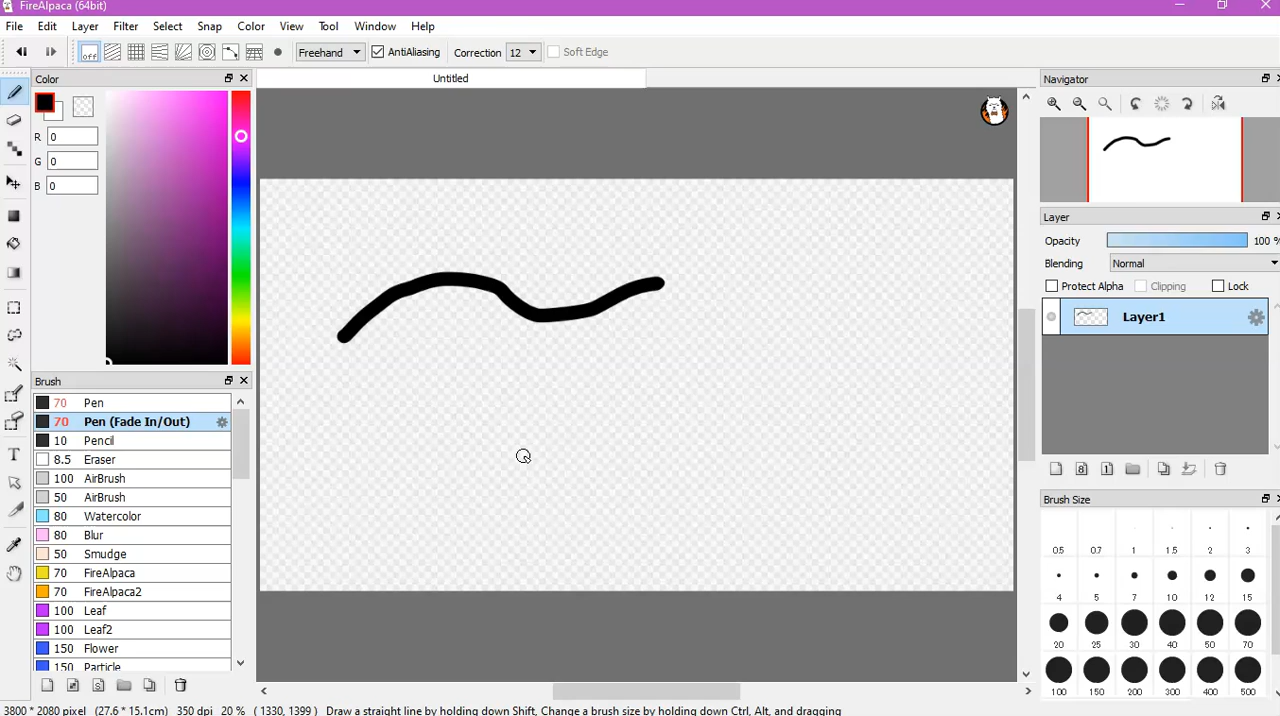 FireAlpaca (64bit)
File Edit Layer Filter Select Snap Color View Tool Window Help
off Freehand AntiAliasing Correction 12 Soft Edge
Color
Untitled
Navigator
R 0
G 0
B 0
Layer
Opacity 100 %
Blending Normal
Protect Alpha Clipping Lock
Layer1
Brush
70 Pen
70 Pen (Fade In/Out)
10 Pencil
8.5 Eraser
100 AirBrush
50 AirBrush
80 Watercolor
80 Blur
50 Smudge
70 FireAlpaca
70 FireAlpaca2
100 Leaf
100 Leaf2
150 Flower
150 Particle
T
Brush Size
0.5 0.7 1 1.5 2 3
4 5 7 10 12 15
20 25 30 40 50 70
100 150 200 300 400 500
3800 * 2080 pixel (27.6 * 15.1cm) 350 dpi 20 % ( 1330, 1399 ) Draw a straight line by holding down Shift, Change a brush size by holding down Ctrl, Alt, and dragging